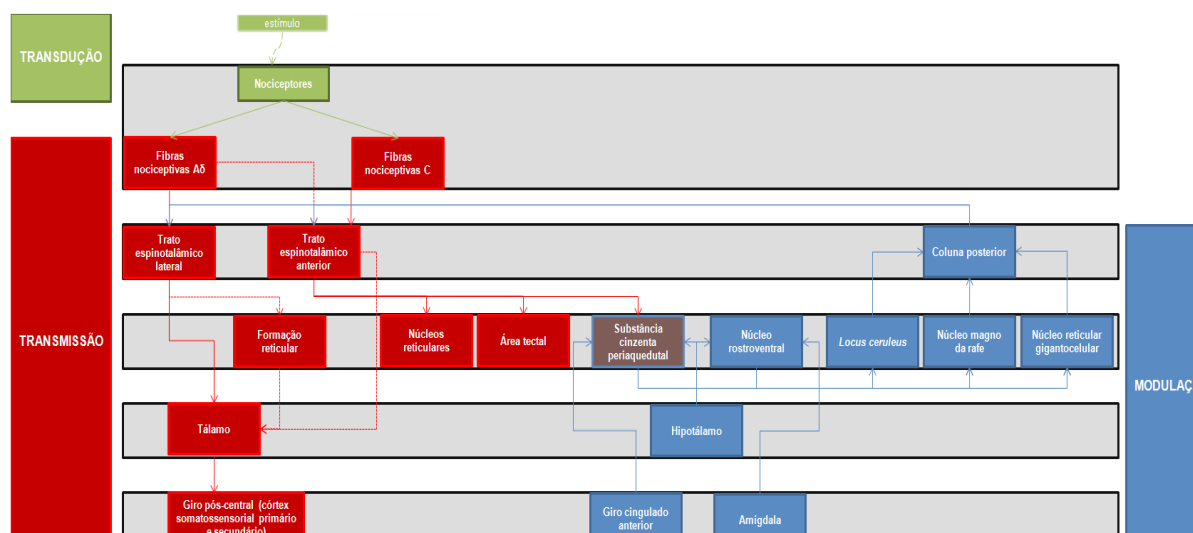 estímulo
TRANSDUÇÃO
Nociceptores
Fibras
nociceptivas Aδ
Fibras
nociceptivas C
Trato
espinotalâmico
lateral
Trato
espinotalâmico
anterior
Coluna posterior
TRANSMISSÃO
Formação
reticular
Núcleos
reticulares
Área tectal
Substância
cinzenta
periaquedutal
Núcleo
rostroventral
Locus ceruleus
Núcleo magno
da rafe
Núcleo reticular
gigantocelular
MODULAÇ
Tálamo
Hipotálamo
Giro pós-central (córtex
somatossensorial primário
e secundário)
Giro cingulado
anterior
Amígdala